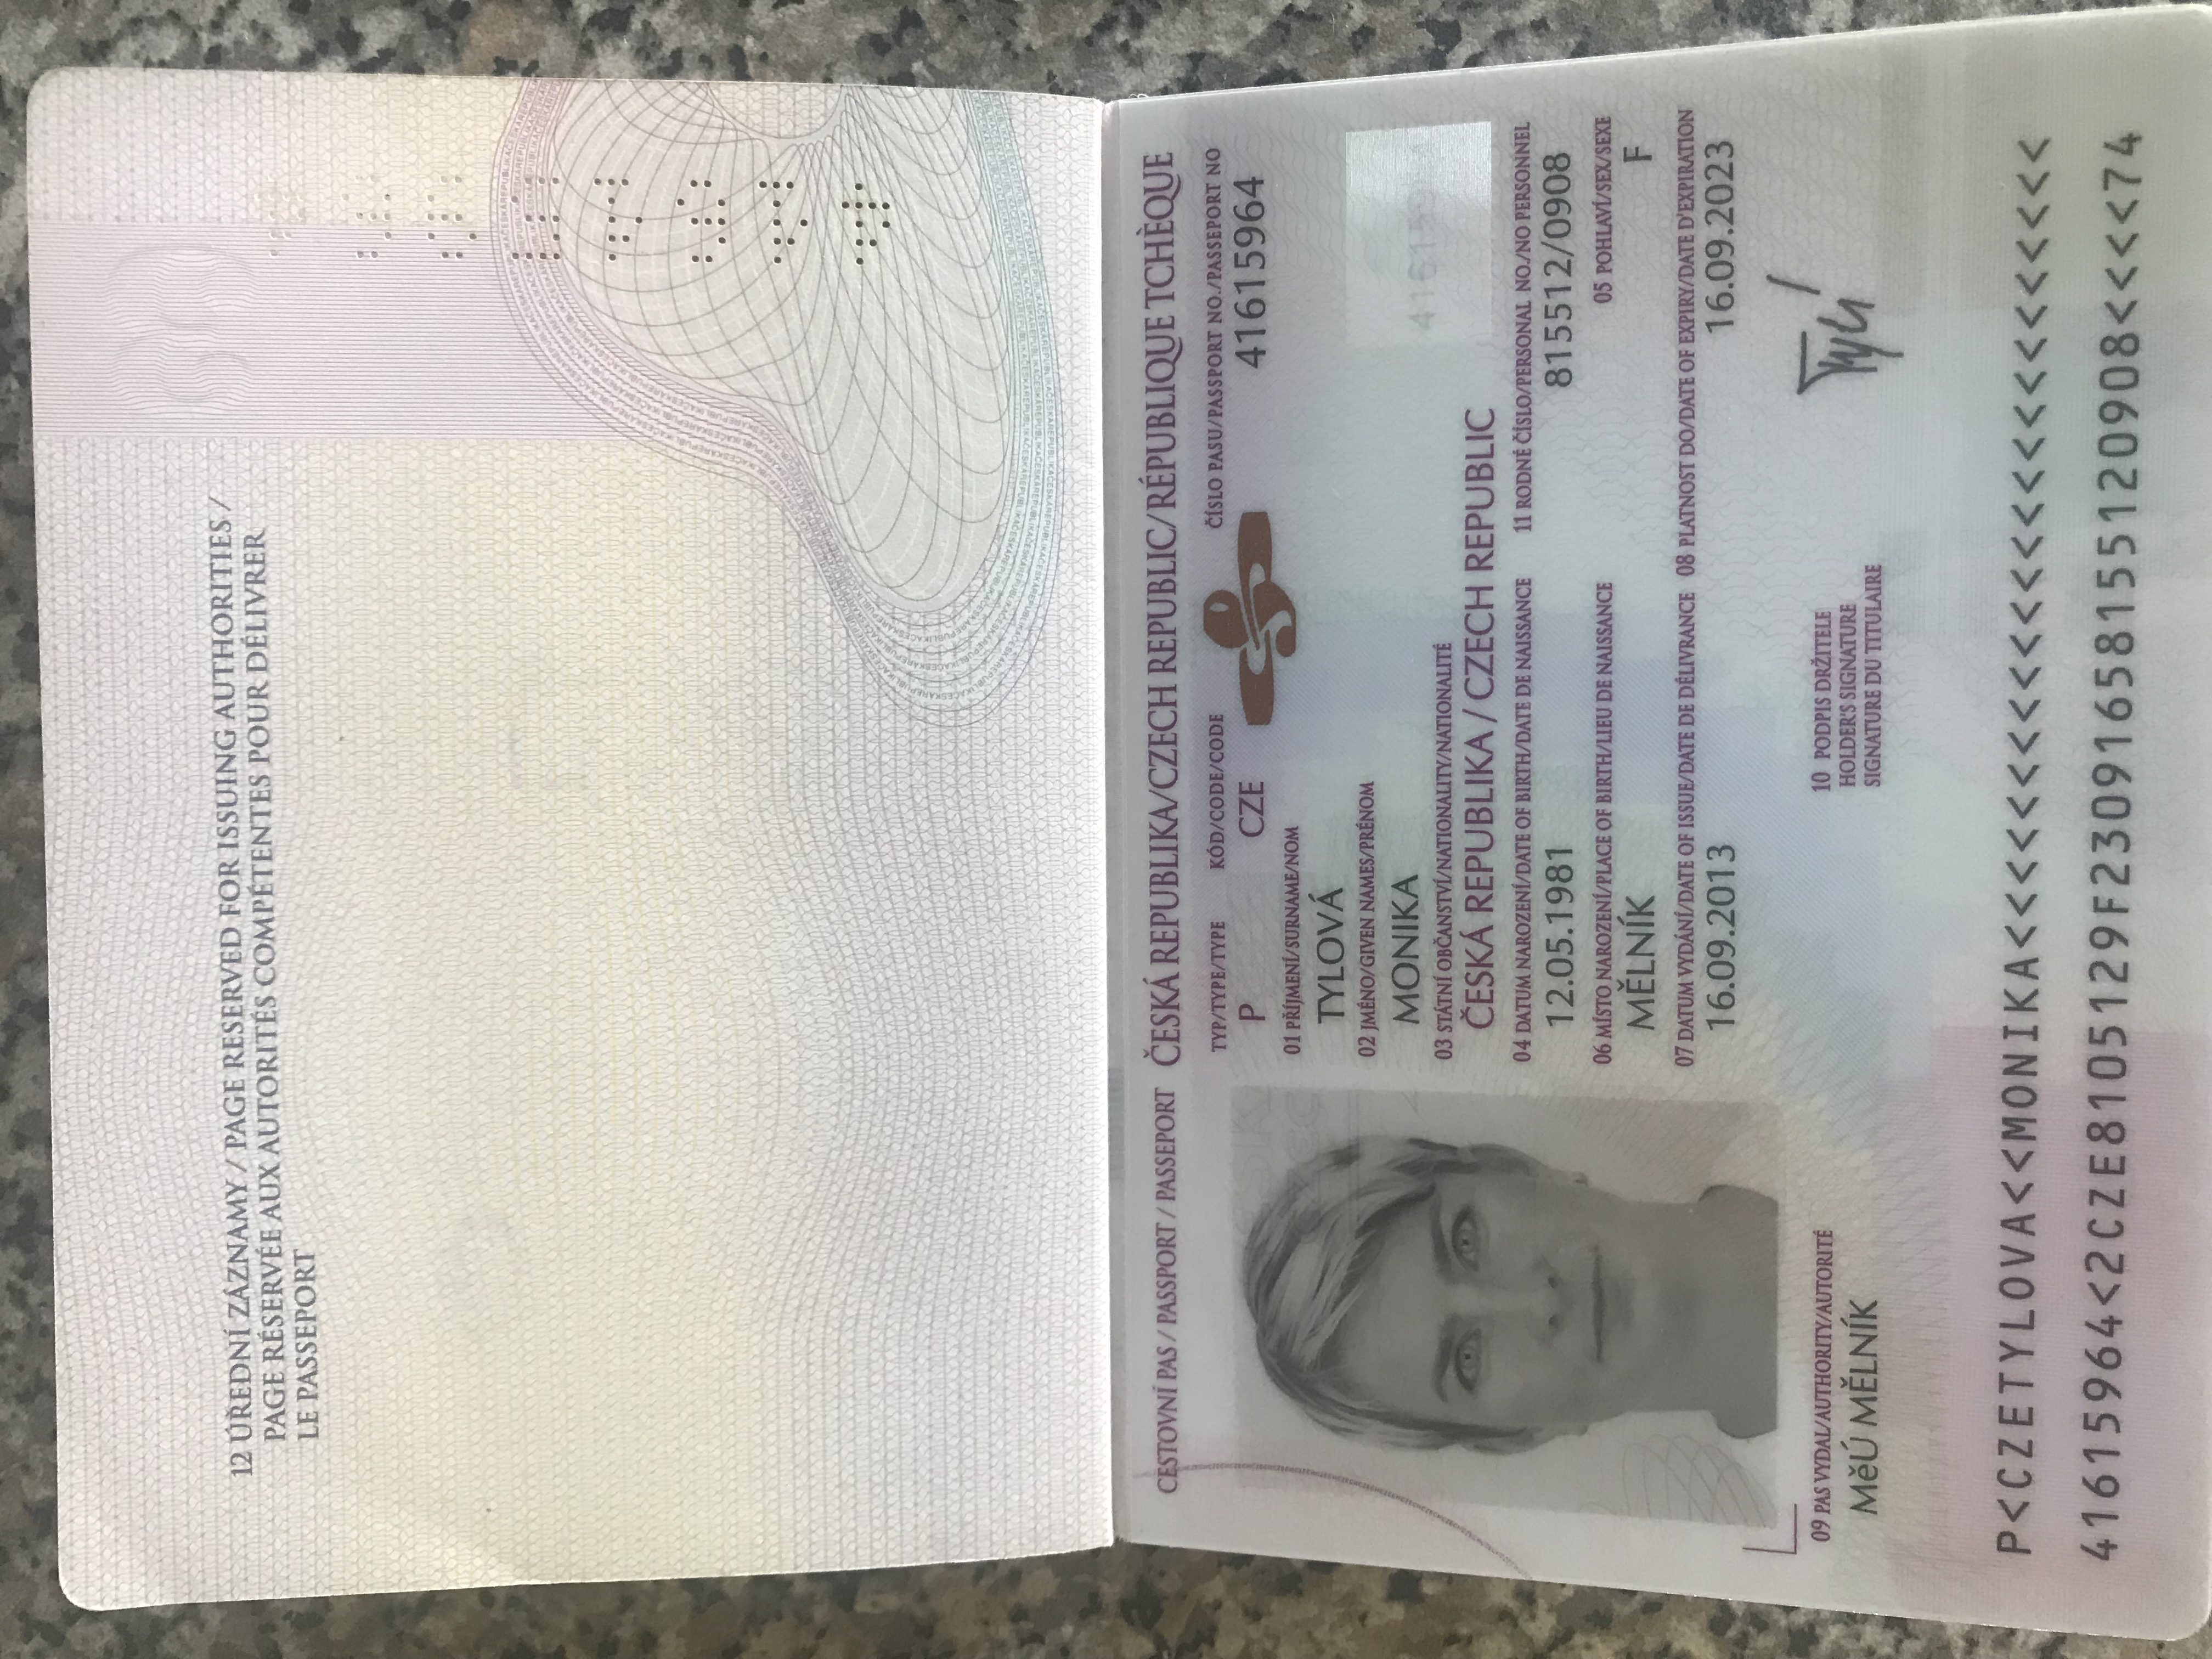 12 ÚŘEDNÍ ZÁZNAMY / PAGE RESERVED FOR ISSUING AUTHORITIES /
PAGE RÉSERVÉE AUX AUTORITÉS COMPÉTENTES POUR DÉLIVRER
LE PASSEPORT
CESTOVNÍ PAS / PASSPORT / PASSEPORT ČESKÁ REPUBLIKA/CZECH REPUBLIC/RÉPUBLIQUE TCHÈQUE
TYP/TYPE/TYPE KÓD/CODE/CODE ČÍSLO PASU/PASSPORT NO./PASSEPORT NO
P CZE 41615964
01 PŘÍJMENÍ/SURNAME/NOM
TYLOVÁ
02 JMÉNO/GIVEN NAMES/PRÉNOM
MONIKA
03 STÁTNÍ OBČANSTVÍ/NATIONALITY/NATIONALITÉ
ČESKÁ REPUBLIKA / CZECH REPUBLIC
04 DATUM NAROZENÍ/DATE OF BIRTH/DATE DE NAISSANCE 11 RODNÉ ČÍSLO/PERSONAL NO./NO PERSONNEL
12.05.1981 815512/0908
06 MÍSTO NAROZENÍ/PLACE OF BIRTH/LIEU DE NAISSANCE 05 POHLAVÍ/SEX/SEXE
MĚLNÍK F
07 DATUM VYDÁNÍ/DATE OF ISSUE/DATE DE DÉLIVRANCE 08 PLATNOST DO/DATE OF EXPIRY/DATE D'EXPIRATION
16.09.2013 16.09.2023
09 PAS VYDAL/AUTHORITY/AUTORITÉ
MěÚ MĚLNÍK
10 PODPIS DRŽITELE
HOLDER'S SIGNATURE
SIGNATURE DU TITULAIRE
P<CZETYLOVA<<MONIKA<<<<<<<<<<<<<<<<<<<<<<<<<
41615964<2CZE8105129F23091658155120908<<<<74